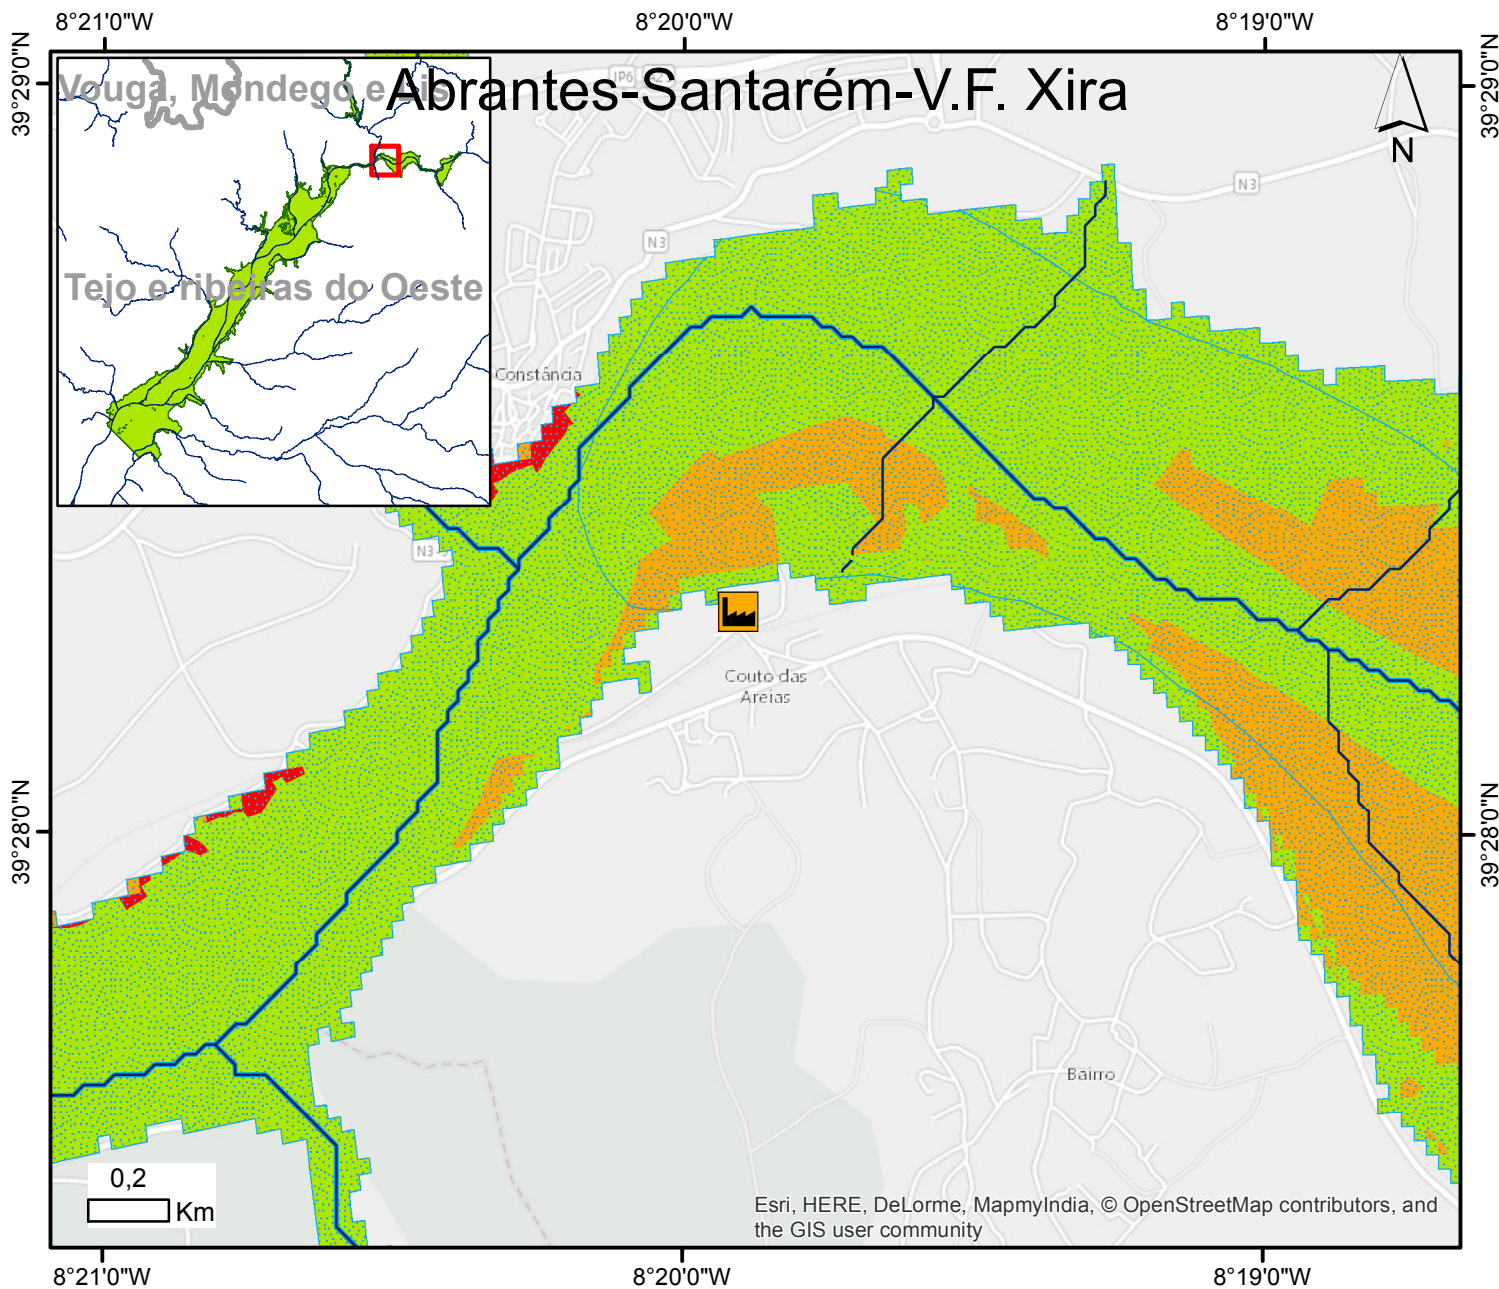 8°21'0"W
8°20'0"W
8°19'0"W
39°29'0"N
39°29'0"N
Abrantes-Santarém-V.F. Xira
Vouga, Mondego e Lis
IP6
N
N3
N3
Tejo e ribeiras do Oeste
Constância
N3
Couto das
Areias
39°28'0"N
39°28'0"N
Bairro
0,2
Km
Esri, HERE, DeLorme, MapmyIndia, © OpenStreetMap contributors, and
the GIS user community
8°21'0"W
8°20'0"W
8°19'0"W